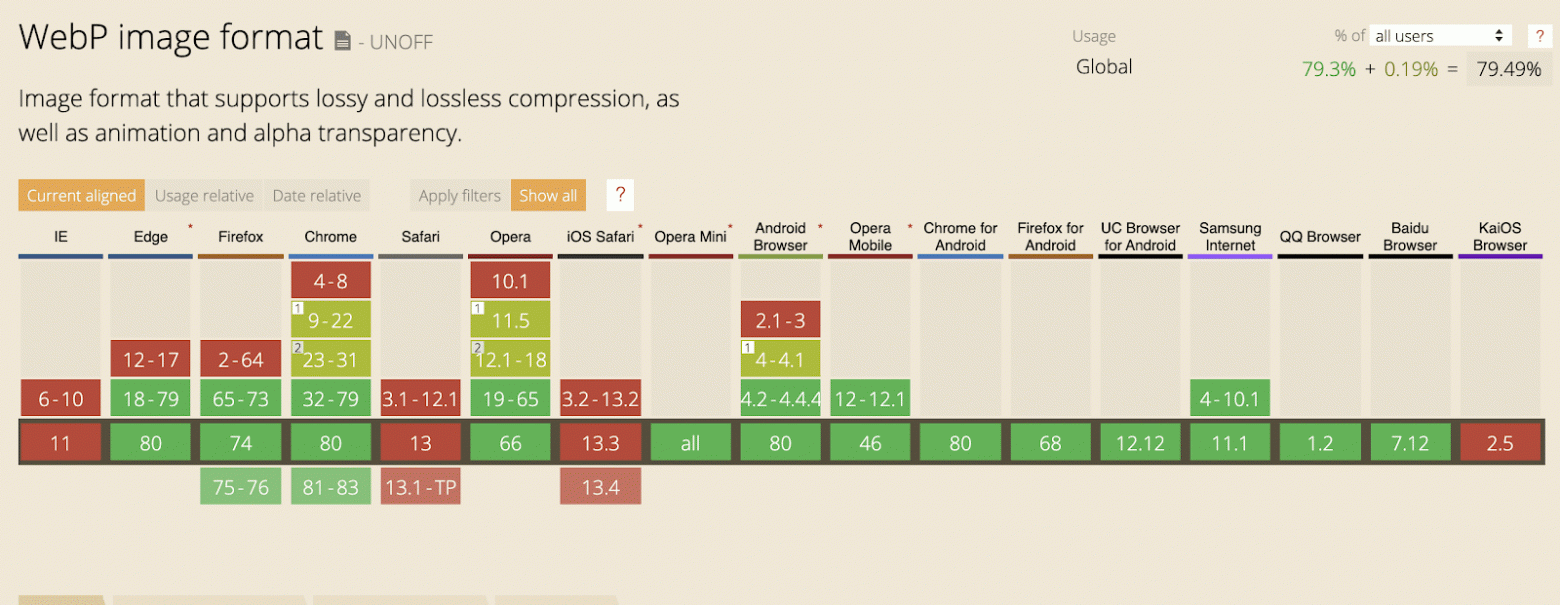 WebP image format - UNOFF
Usage % of all users ?
Global 79.3% + 0.19% = 79.49%
Image format that supports lossy and lossless compression, as
well as animation and alpha transparency.
Current aligned Usage relative Date relative Apply filters Show all ?
IE Edge * Firefox Chrome Safari Opera iOS Safari * Opera Mini * Android Browser * Opera Mobile * Chrome for Android Firefox for Android UC Browser for Android Samsung Internet QQ Browser Baidu Browser KaiOS Browser
4-8 10.1
1 9-22 1 11.5 2.1-3
12-17 2-64 2 23-31 2 12.1-18 1 4-4.1
6-10 18-79 65-73 32-79 3.1-12.1 19-65 3.2-13.2 4.2-4.4.4 12-12.1 4-10.1
11 80 74 80 13 66 13.3 all 80 46 80 68 12.12 11.1 1.2 7.12 2.5
75-76 81-83 13.1-TP 13.4